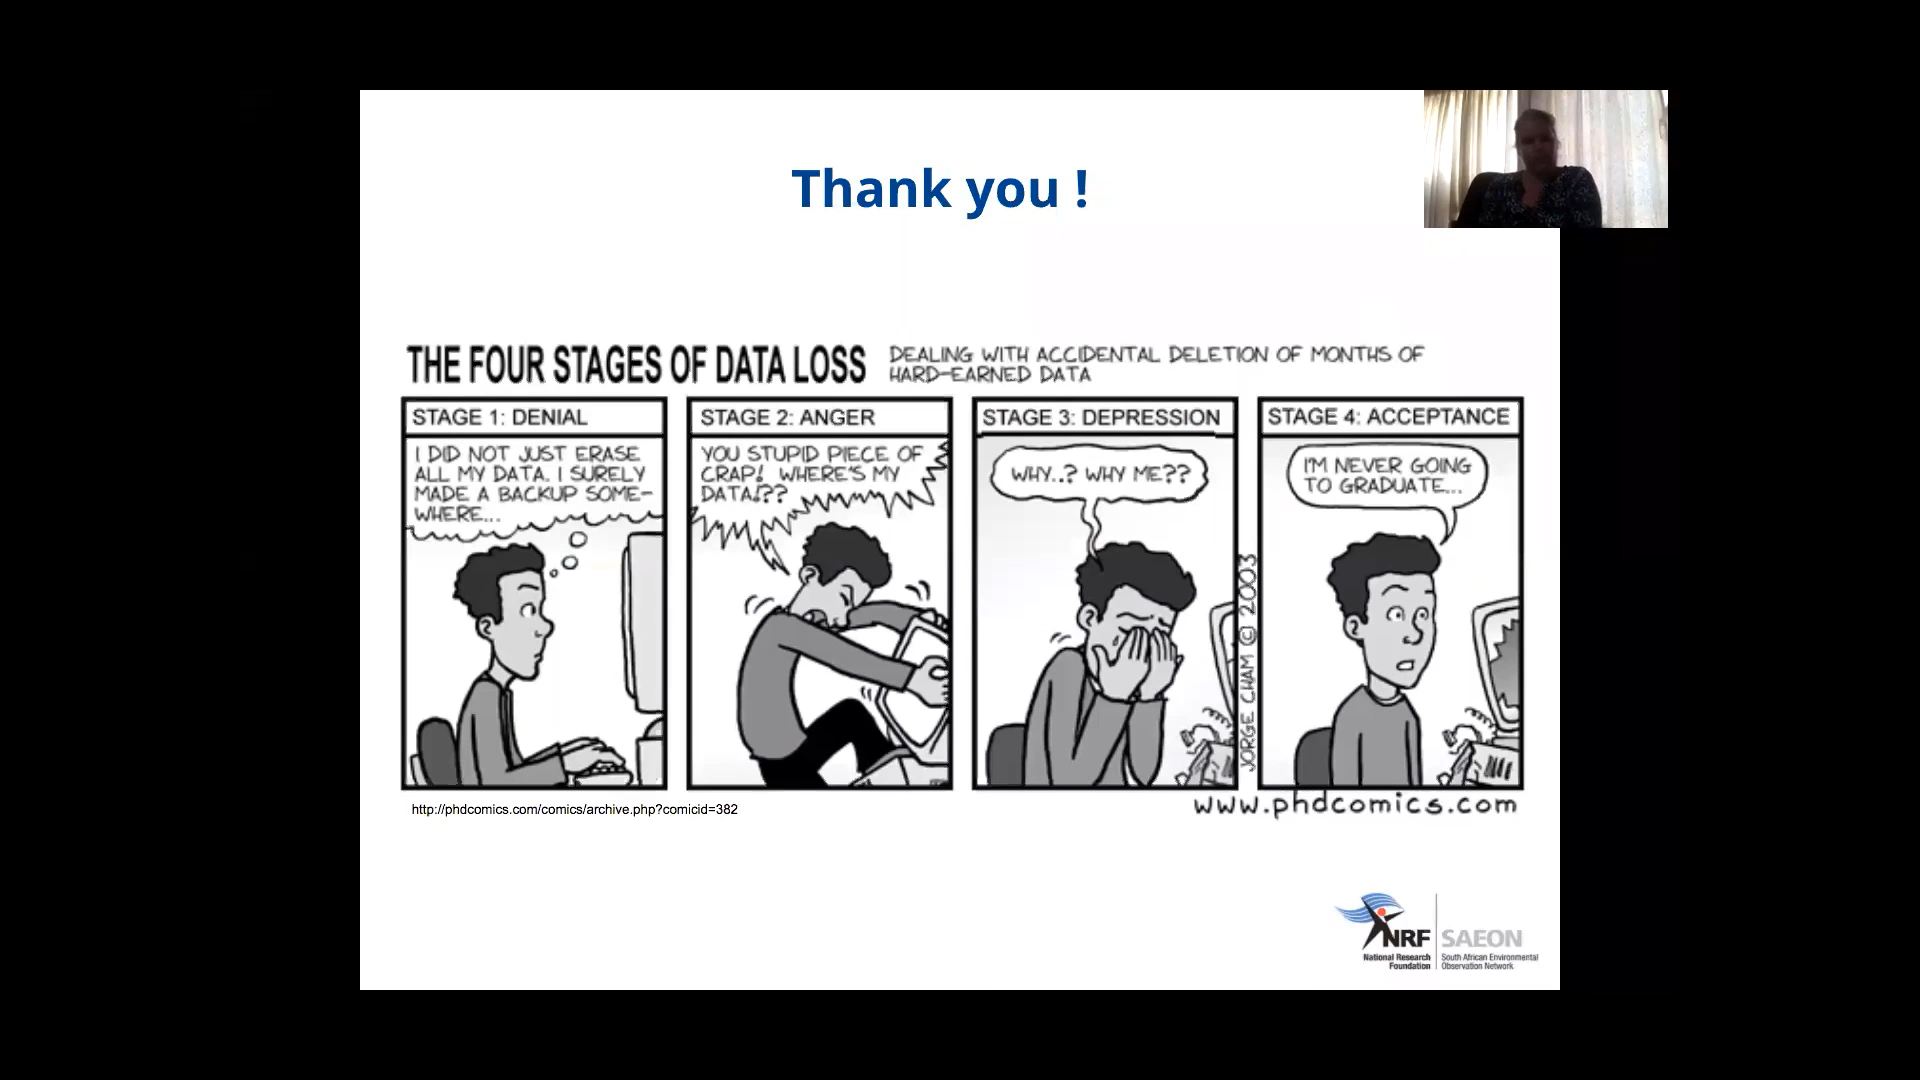 Thank you !
THE FOUR STAGES OF DATA LOSS
DEALING WITH ACCIDENTAL DELETION OF MONTHS OF
HARD-EARNED DATA
STAGE 1: DENIAL
I DID NOT JUST ERASE
ALL MY DATA. I SURELY
MADE A BACKUP SOME-
WHERE...
STAGE 2: ANGER
YOU STUPID PIECE OF
CRAP! WHERE'S MY
DATA!??
STAGE 3: DEPRESSION
WHY..? WHY ME??
JORGE CHAM © 2003
STAGE 4: ACCEPTANCE
I'M NEVER GOING
TO GRADUATE...
http://phdcomics.com/comics/archive.php?comicid=382
www.phdcomics.com
NRF
National Research
Foundation
SAEON
South African Environmental
Observation Network